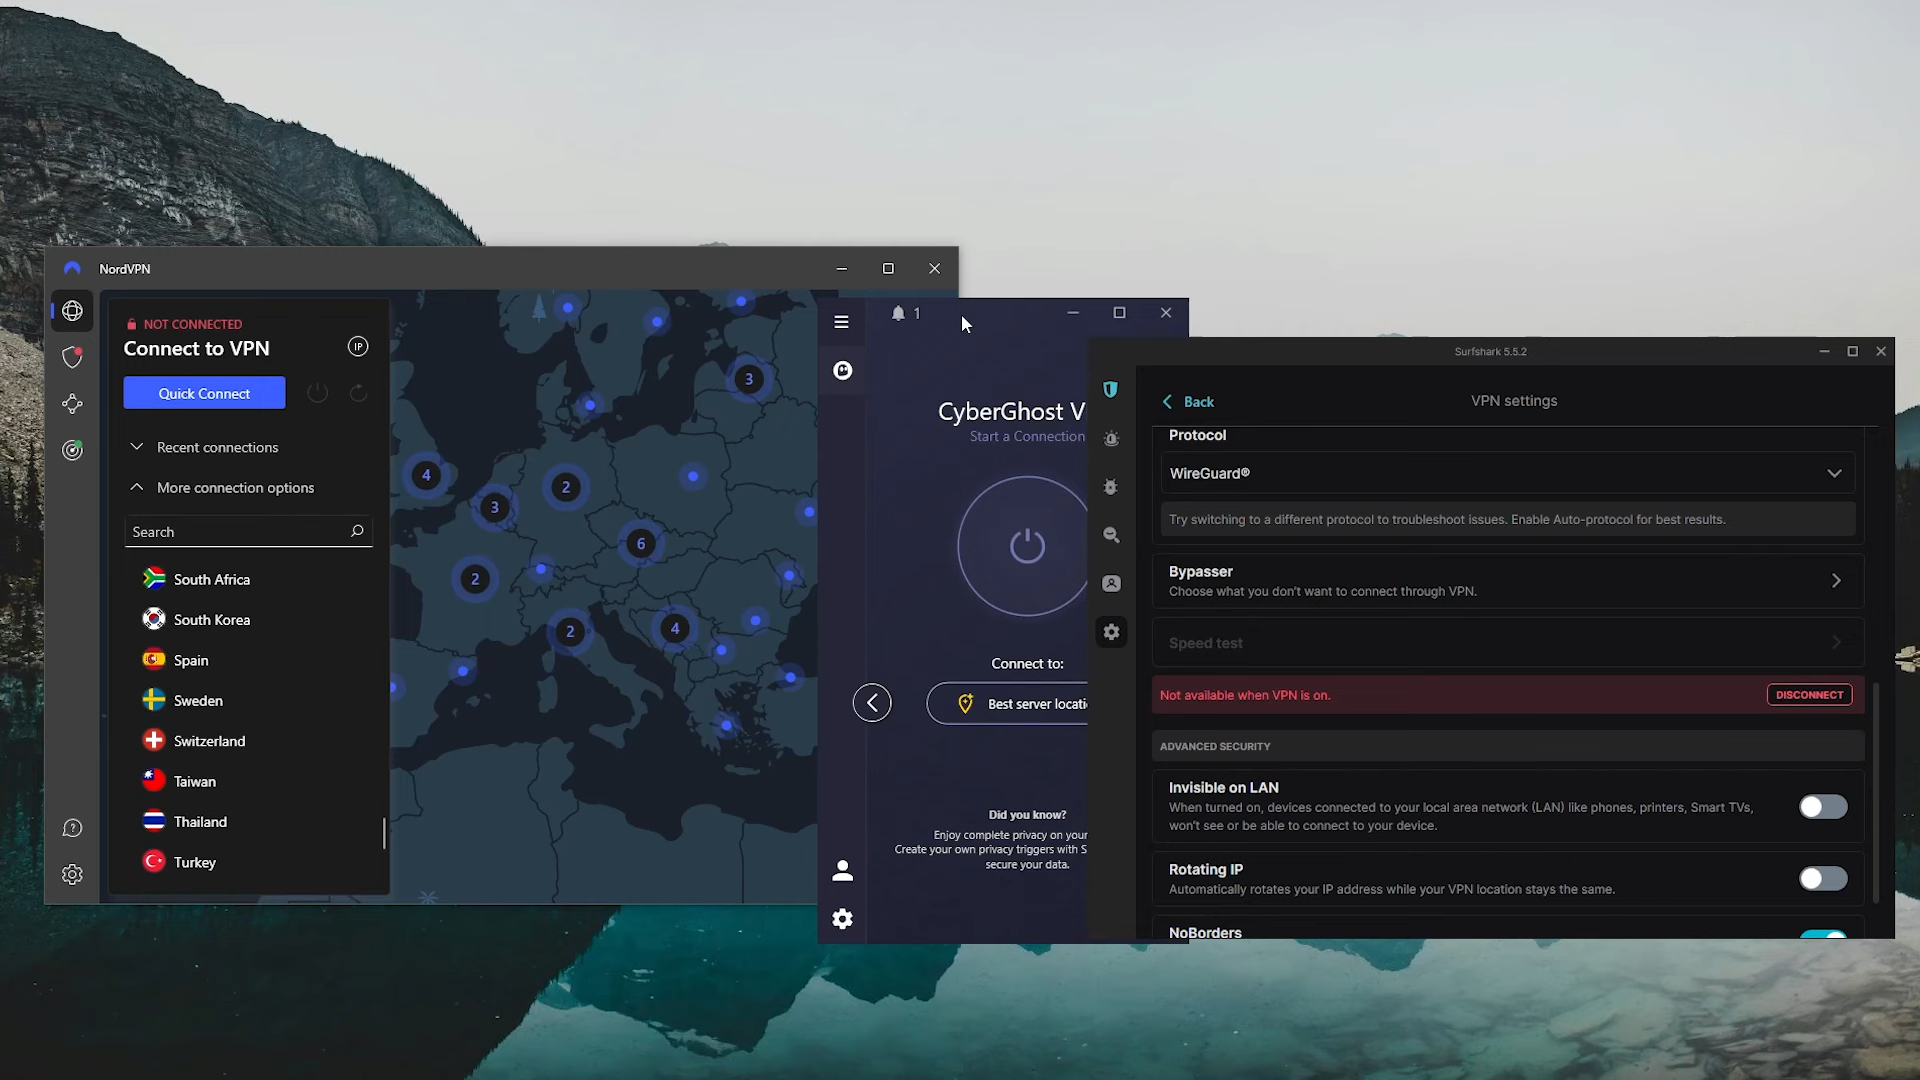 NordVPN
NOT CONNECTED
Connect to VPN
IP
Quick Connect
Recent connections
More connection options
Search
South Africa
South Korea
Spain
Sweden
Switzerland
Taiwan
Thailand
Turkey
3
4
2
3
6
2
2
4
1
CyberGhost V
Start a Connection
Connect to:
Best server locati
Did you know?
Enjoy complete privacy on your
Create your own privacy triggers with S
secure your data.
Surfshark 5.5.2
Back
VPN settings
Protocol
WireGuard®
Try switching to a different protocol to troubleshoot issues. Enable Auto-protocol for best results.
Bypasser
Choose what you don't want to connect through VPN.
Speed test
Not available when VPN is on.
DISCONNECT
ADVANCED SECURITY
Invisible on LAN
When turned on, devices connected to your local area network (LAN) like phones, printers, Smart TVs,
won't see or be able to connect to your device.
Rotating IP
Automatically rotates your IP address while your VPN location stays the same.
NoBorders